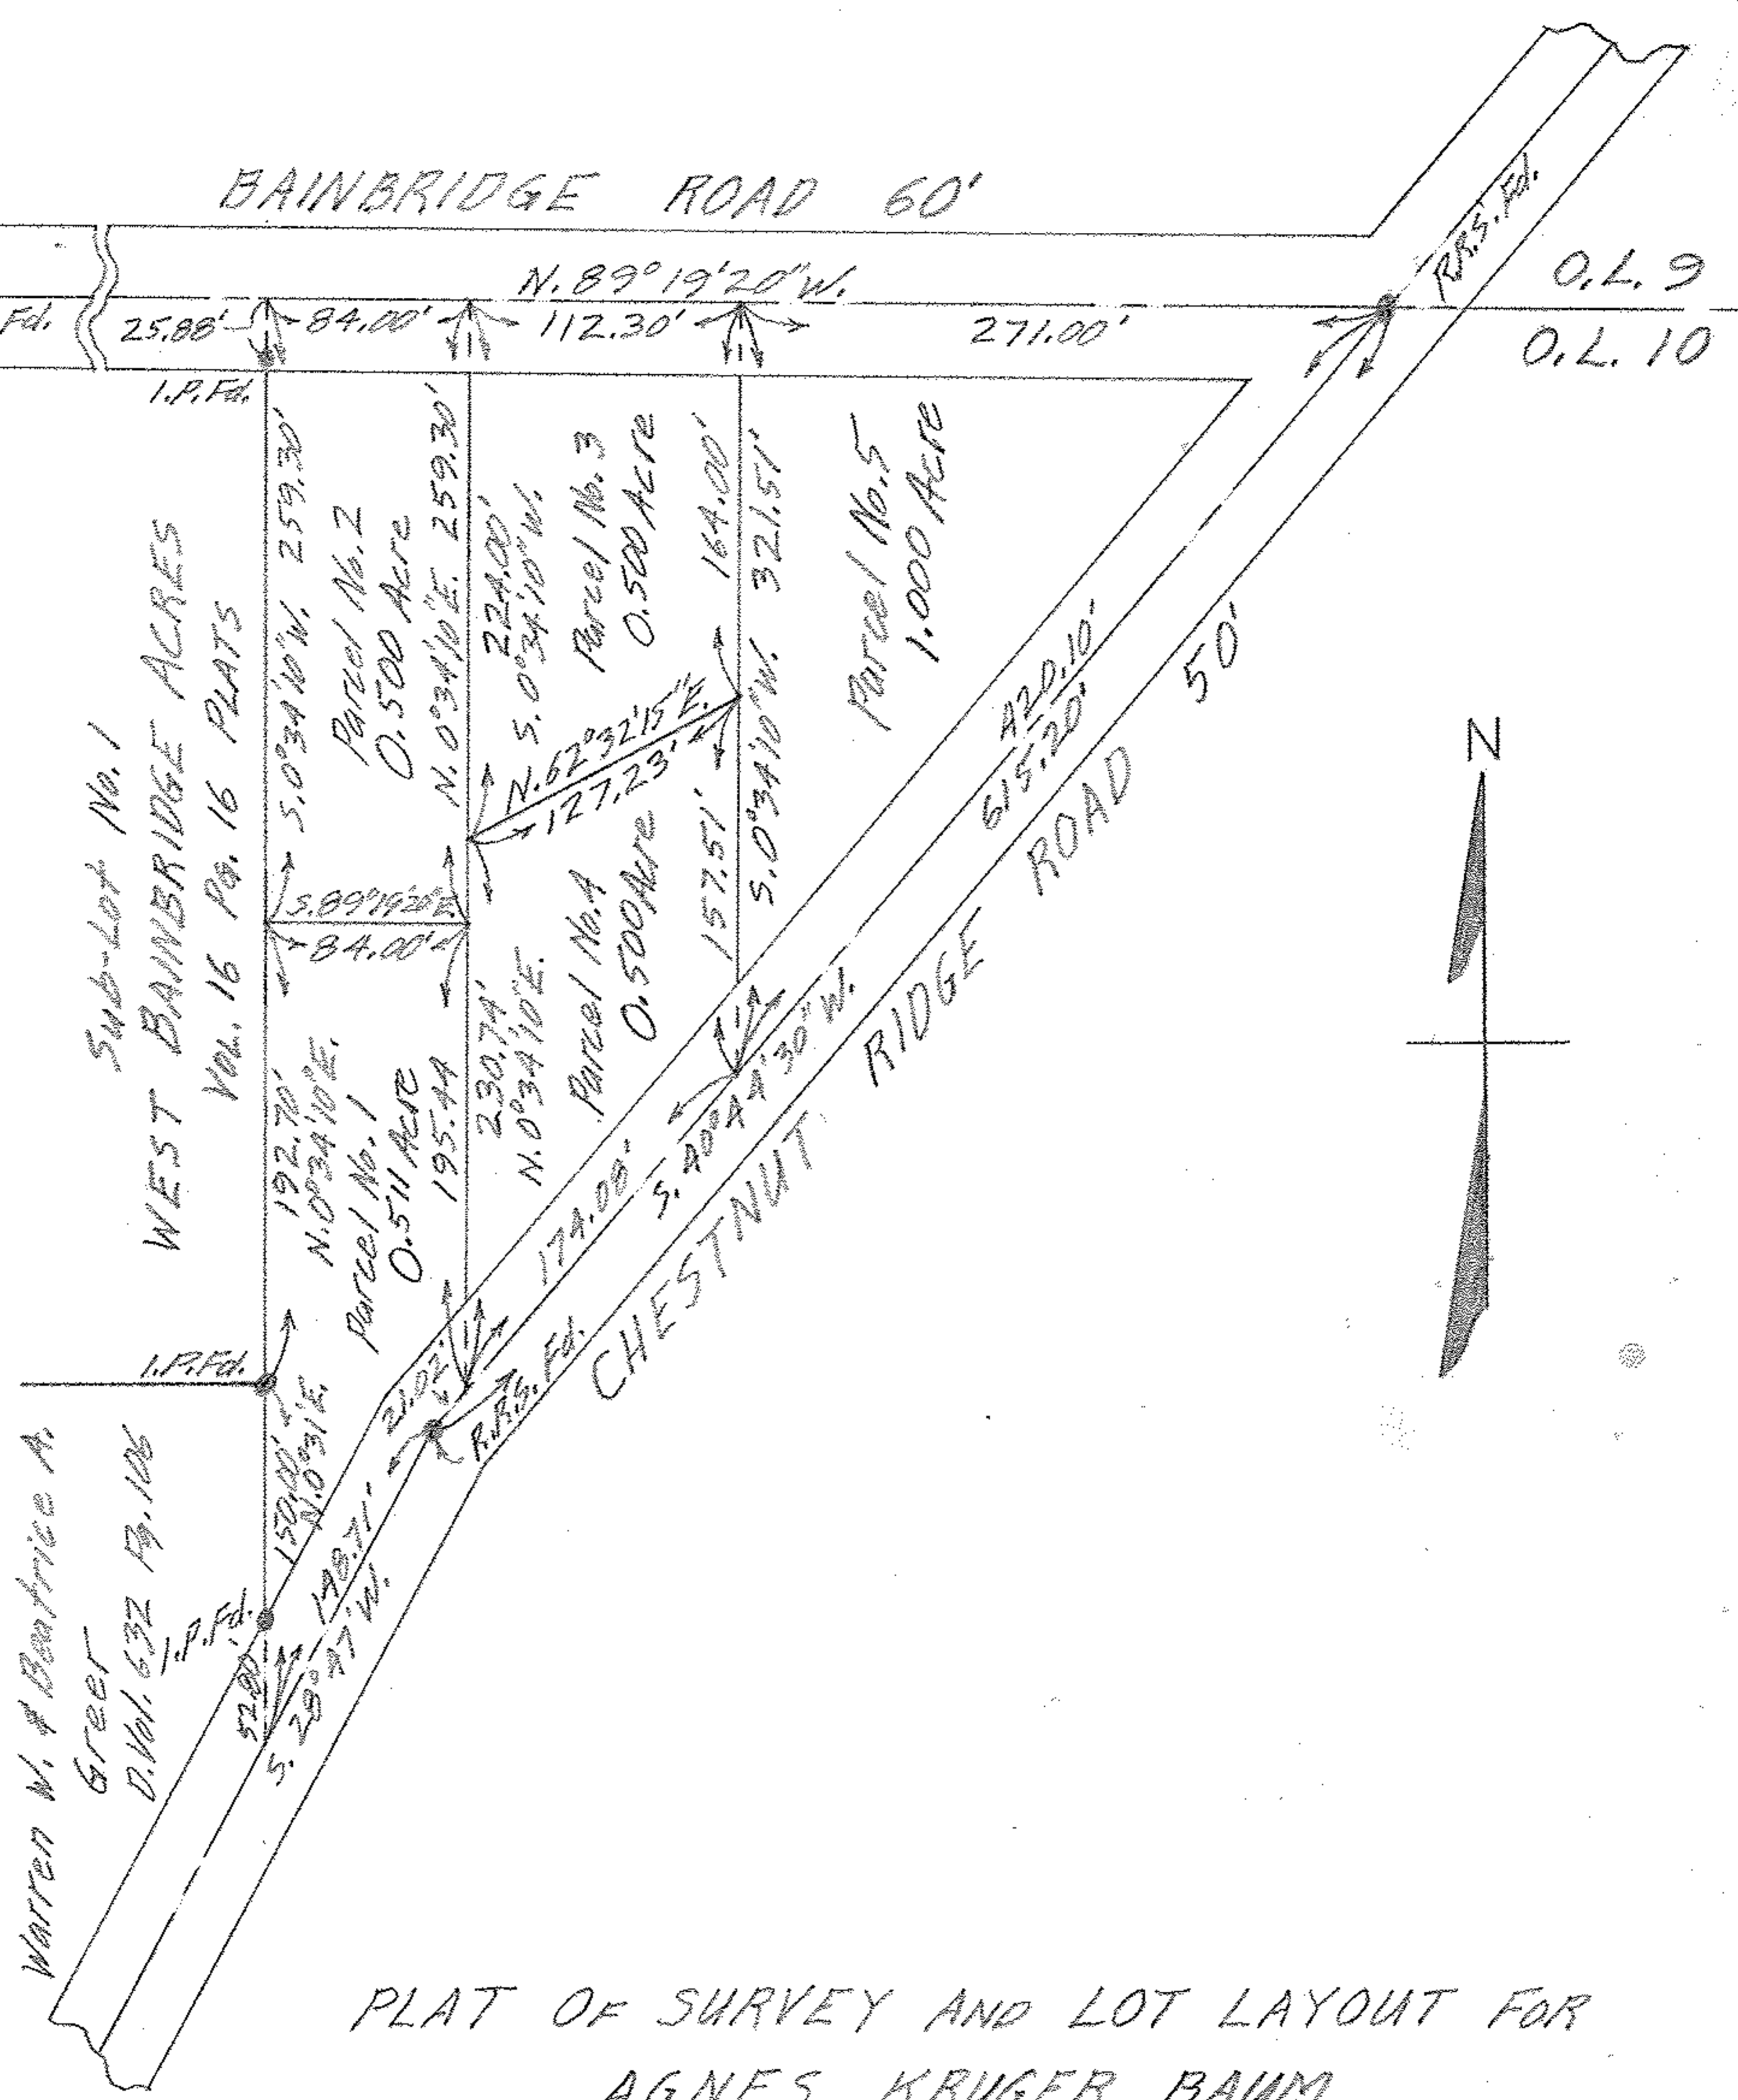 BAINBRIDGE ROAD 60'
N. 89° 19' 20" W.
Fd.
25.88'
84.00'
112.30'
271.00'
R.R.S. Fd.
O.L. 9
O.L. 10
I.P. Fd.
Sub-Lot No. 1
WEST BAINBRIDGE ACRES
VOL. 16 PG. 16 PLATS
S. 0° 34' 10" W. 259.30'
Parcel No. 2
0.500 Acre
N. 0° 34' 10" E. 259.30'
224.00'
S. 0° 34' 10" W.
Parcel No. 3
0.500 Acre
164.00'
321.51'
S. 0° 34' 10" W.
Parcel No. 5
1.000 Acre
N. 62° 32' 15" E.
127.23'
157.51'
S. 89° 19' 20" E.
84.00'
420.10'
615.20'
50'
N
192.70'
N. 0° 34' 10" E.
Parcel No. 1
0.511 Acre
195.44
230.74'
N. 0° 34' 10" E.
Parcel No. 4
0.500 Acre
174.08'
S. 40° 44' 30" W.
CHESTNUT RIDGE ROAD
I.P. Fd.
150.00'
N. 0° 31' E.
21.02'
R.R.S. Fd.
198.71'
S. 28° 47' W.
I.P. Fd.
52.80'
Warren W. & Beatrice A.
Greer
D. Vol. 632 Pg. 106
PLAT OF SURVEY AND LOT LAYOUT FOR
AGNES KRUGER BAUM